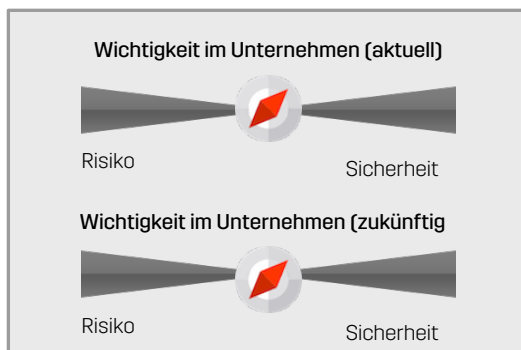 Wichtigkeit im Unternehmen (aktuell)
Risiko
Sicherheit
Wichtigkeit im Unternehmen (zukünftig
Risiko
Sicherheit